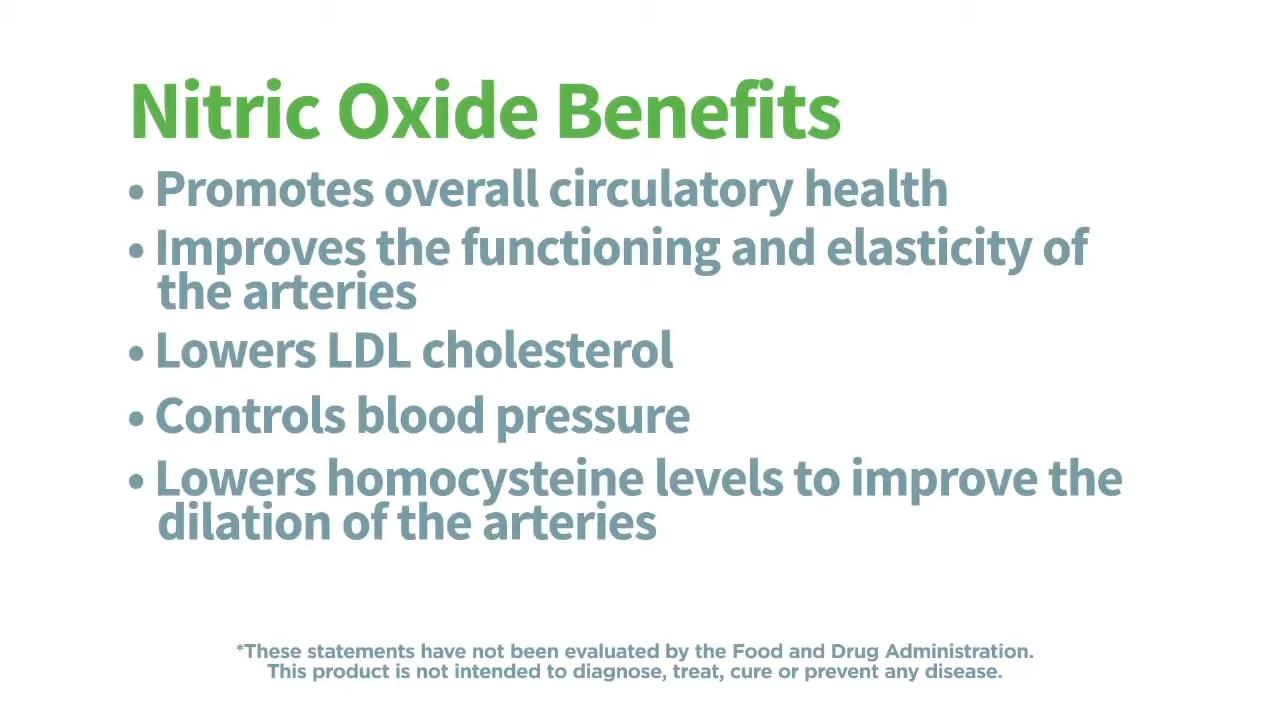 Nitric Oxide Benefits
• Promotes overall circulatory health
• Improves the functioning and elasticity of
the arteries
• Lowers LDL cholesterol
• Controls blood pressure
• Lowers homocysteine levels to improve the
dilation of the arteries
*These statements have not been evaluated by the Food and Drug Administration.
This product is not intended to diagnose, treat, cure or prevent any disease.